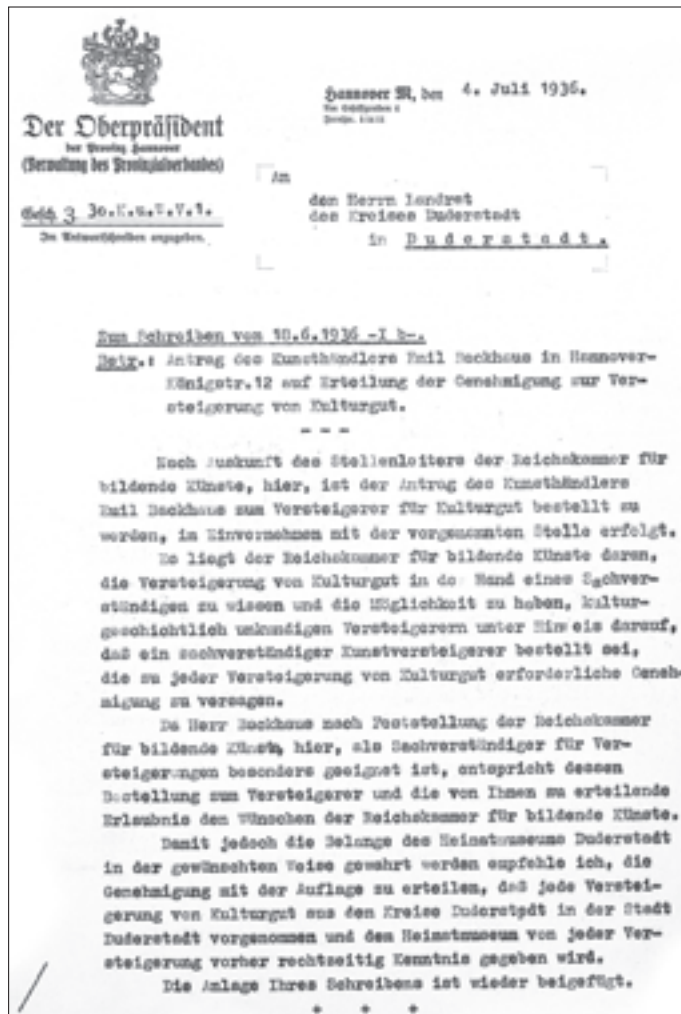 Hannover M, den 4. Juli 1936.
Der Oberpräsident
der Provinz Hannover
(Verwaltung des Provinzialverbandes)
An
den Herrn Landrat
des Kreises Duderstadt
in Duderstadt.
Gesch. 3 30.K.u.T.V.1.
Im Antwortschreiben anzugeben.
Zum Schreiben vom 10.6.1936 -I b-.
Betr.: Antrag des Kunsthändlers Emil Backhaus in Hannover-
Königstr.12 auf Erteilung der Genehmigung zur Ver-
steigerung von Kulturgut.
- - -
Nach Auskunft des Stellenleiters der Reichskammer für
bildende Künste, hier, ist der Antrag des Kunsthändlers
Emil Backhaus zum Versteigerer für Kulturgut bestellt zu
werden, im Einvernehmen mit der vorgenannten Stelle erfolgt.
Es liegt der Reichskammer für bildende Künste daran,
die Versteigerung von Kulturgut in de Hand eines Sachver-
ständigen zu wissen und die Möglichkeit zu haben, kultur-
geschichtlich unkundigen Versteigerern unter Hinweis darauf,
daß ein sachverständiger Kunstversteigerer bestellt sei,
die zu jeder Versteigerung von Kulturgut erforderliche Geneh-
migung zu versagen.
Da Herr Backhaus nach Feststellung der Reichskammer
für bildende Künste, hier, als Sachverständiger für Ver-
steigerungen besonders geeignet ist, entspricht dessen
Bestellung zum Versteigerer und die von Ihnen zu erteilende
Erlaubnis den Wünschen der Reichskammer für bildende Künste.
Damit jedoch die Belange des Heimatmuseums Duderstadt
in der gewünschten Weise gewahrt werden empfehle ich, die
Genehmigung mit der Auflage zu erteilen, daß jede Verstei-
gerung von Kulturgut aus dem Kreise Duderstadt in der Stadt
Duderstadt vorgenommen und dem Heimatmuseum von jeder Ver-
steigerung vorher rechtseitig Kenntnis gegeben wird.
Die Anlage Ihres Schreibens ist wieder beigefügt.